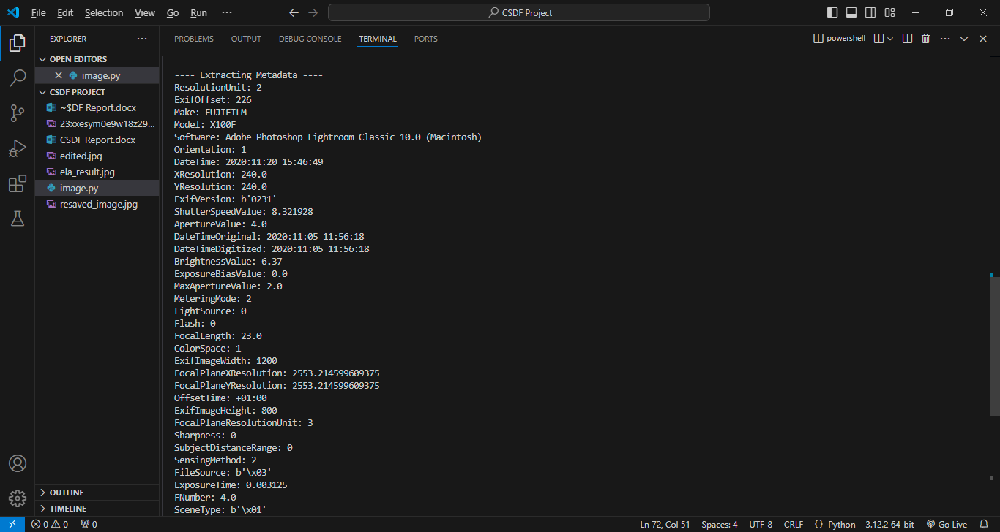 File Edit Selection View Go Run ···
CSDF Project
EXPLORER ···
OPEN EDITORS
image.py
CSDF PROJECT
~$DF Report.docx
23xxesym0e9w18z29...
CSDF Report.docx
edited.jpg
ela_result.jpg
image.py
resaved_image.jpg
OUTLINE
TIMELINE
PROBLEMS OUTPUT DEBUG CONSOLE TERMINAL PORTS
powershell
---- Extracting Metadata ----
ResolutionUnit: 2
ExifOffset: 226
Make: FUJIFILM
Model: X100F
Software: Adobe Photoshop Lightroom Classic 10.0 (Macintosh)
Orientation: 1
DateTime: 2020:11:20 15:46:49
XResolution: 240.0
YResolution: 240.0
ExifVersion: b'0231'
ShutterSpeedValue: 8.321928
ApertureValue: 4.0
DateTimeOriginal: 2020:11:05 11:56:18
DateTimeDigitized: 2020:11:05 11:56:18
BrightnessValue: 6.37
ExposureBiasValue: 0.0
MaxApertureValue: 2.0
MeteringMode: 2
LightSource: 0
Flash: 0
FocalLength: 23.0
ColorSpace: 1
ExifImageWidth: 1200
FocalPlaneXResolution: 2553.214599609375
FocalPlaneYResolution: 2553.214599609375
OffsetTime: +01:00
ExifImageHeight: 800
FocalPlaneResolutionUnit: 3
Sharpness: 0
SubjectDistanceRange: 0
SensingMethod: 2
FileSource: b'\x03'
ExposureTime: 0.003125
FNumber: 4.0
SceneType: b'\x01'
0 0 0 Ln 72, Col 51 Spaces: 4 UTF-8 CRLF {} Python 3.12.2 64-bit Go Live